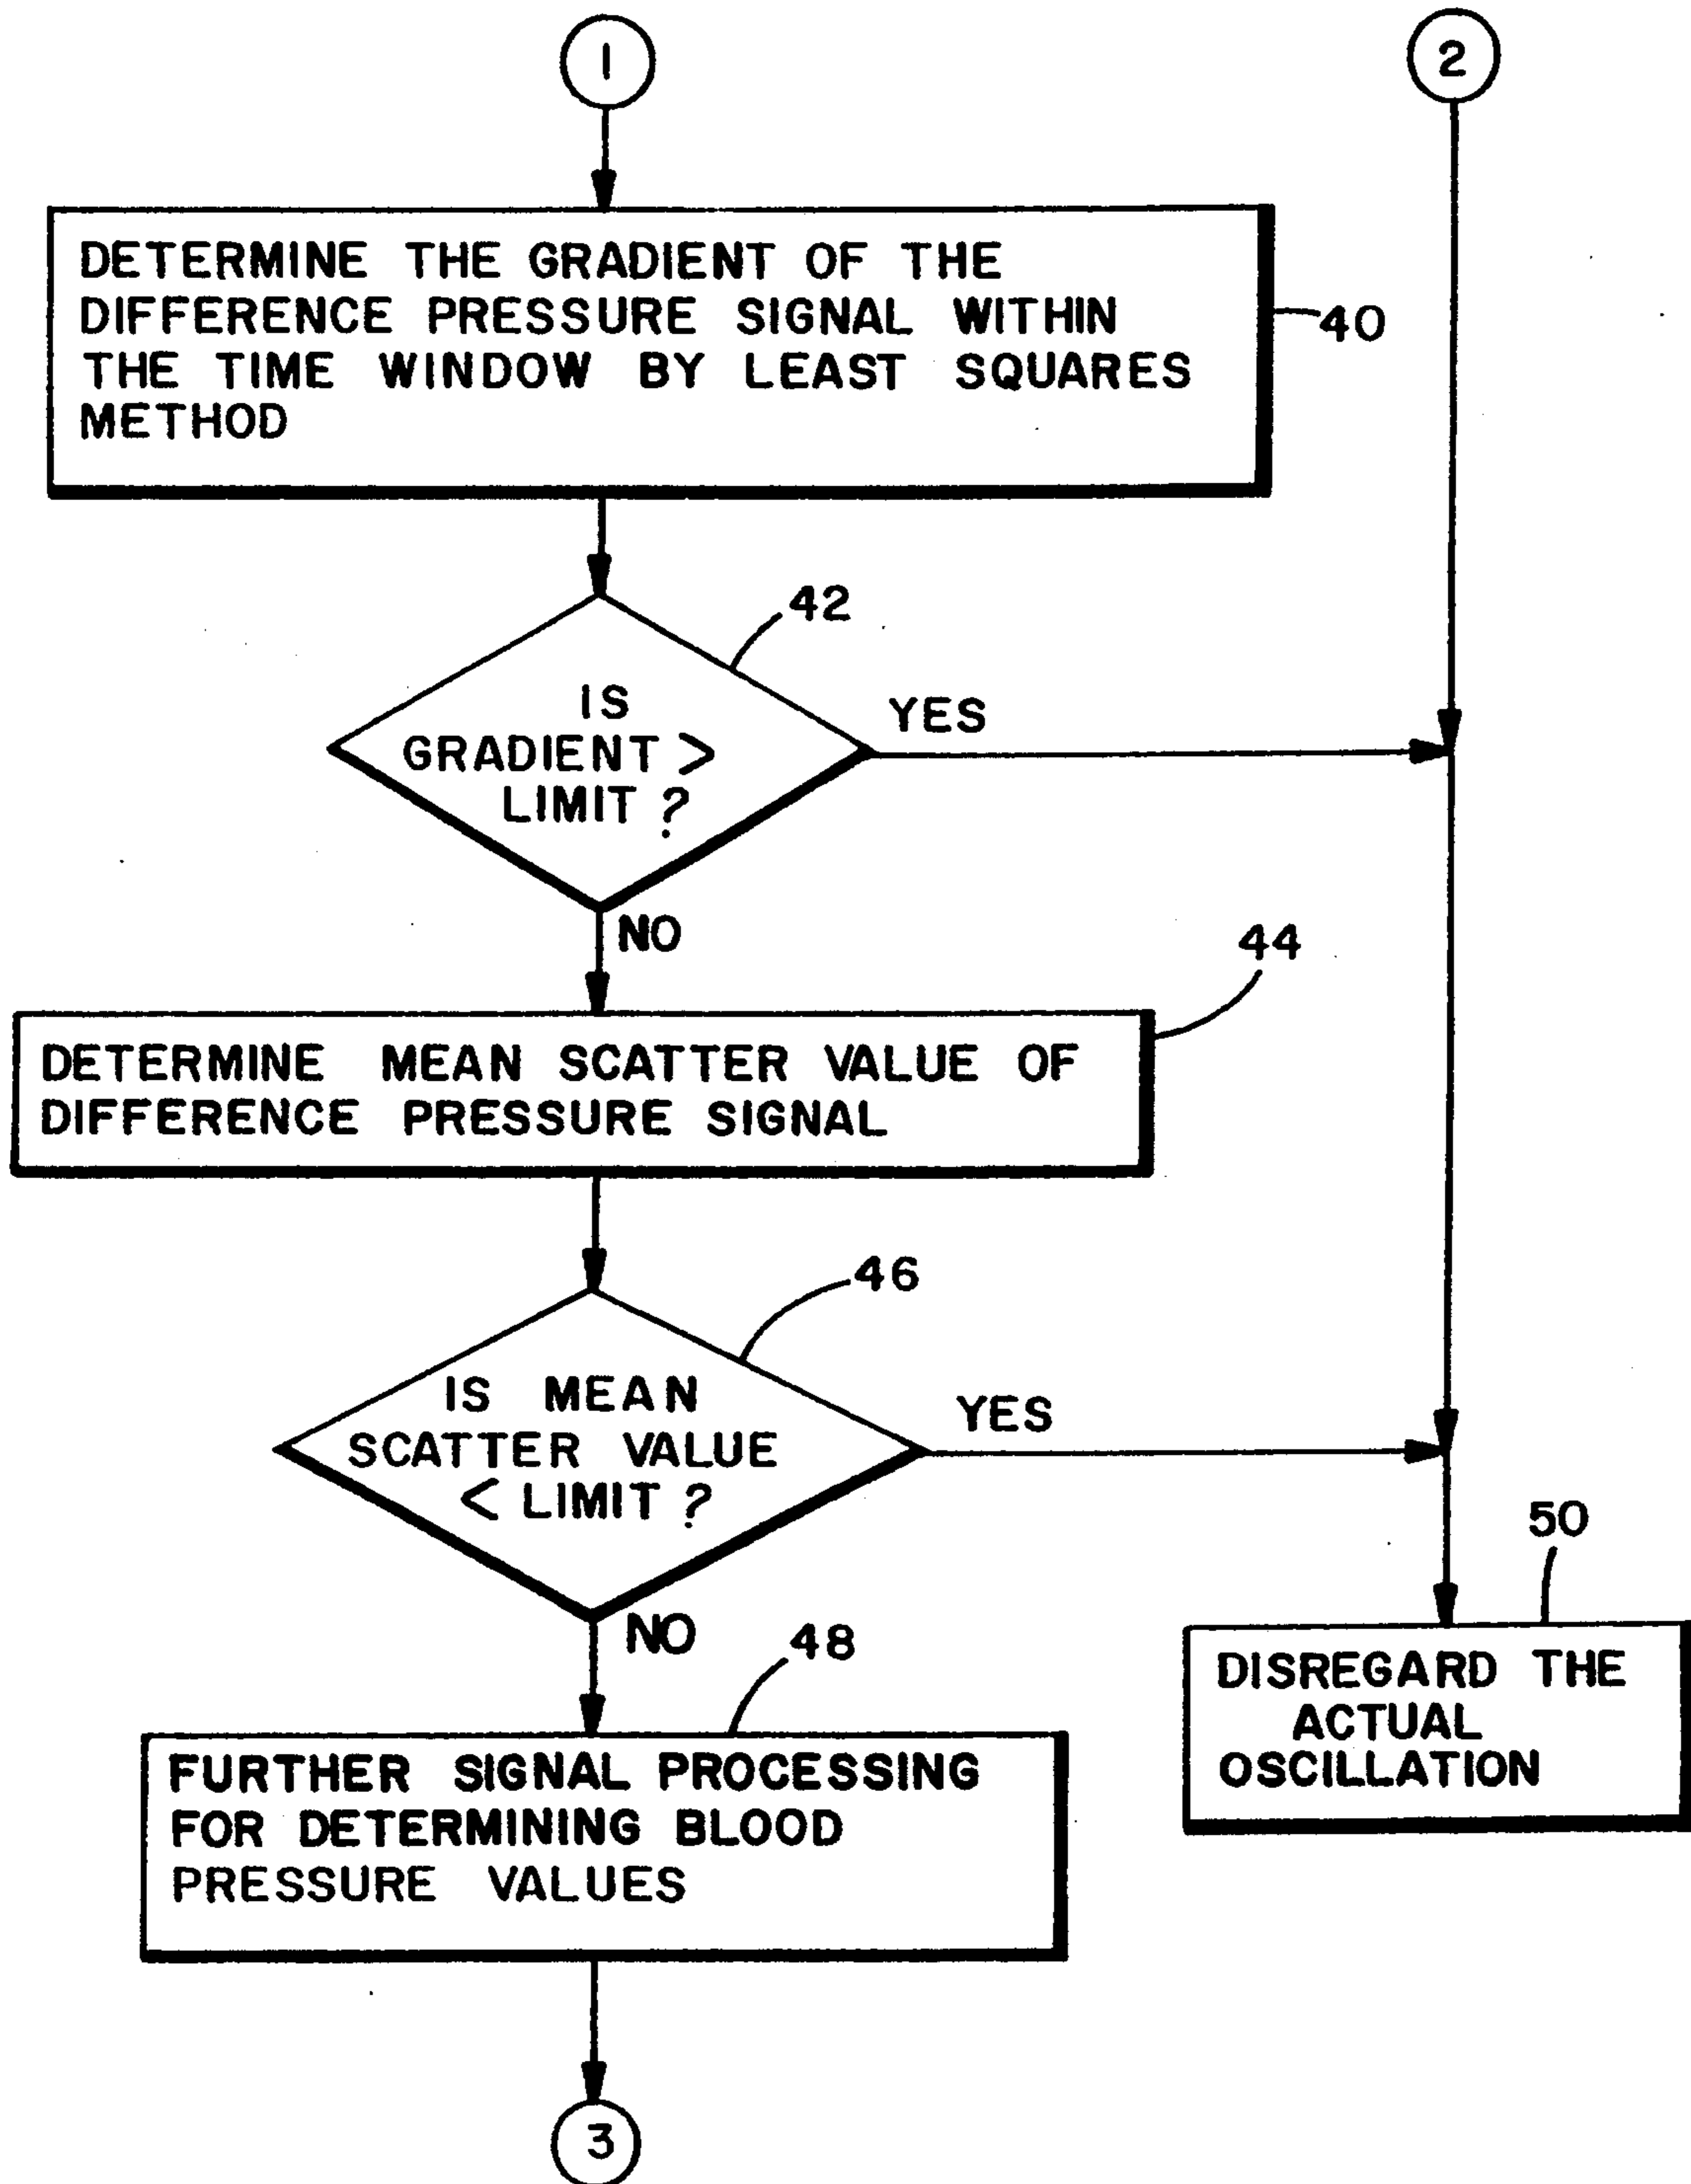 1
2
DETERMINE THE GRADIENT OF THE
DIFFERENCE PRESSURE SIGNAL WITHIN
THE TIME WINDOW BY LEAST SQUARES
METHOD
40
42
IS
GRADIENT >
LIMIT ?
YES
NO
44
DETERMINE MEAN SCATTER VALUE OF
DIFFERENCE PRESSURE SIGNAL
46
IS MEAN
SCATTER VALUE
< LIMIT ?
YES
NO
48
FURTHER SIGNAL PROCESSING
FOR DETERMINING BLOOD
PRESSURE VALUES
50
DISREGARD THE
ACTUAL
OSCILLATION
3